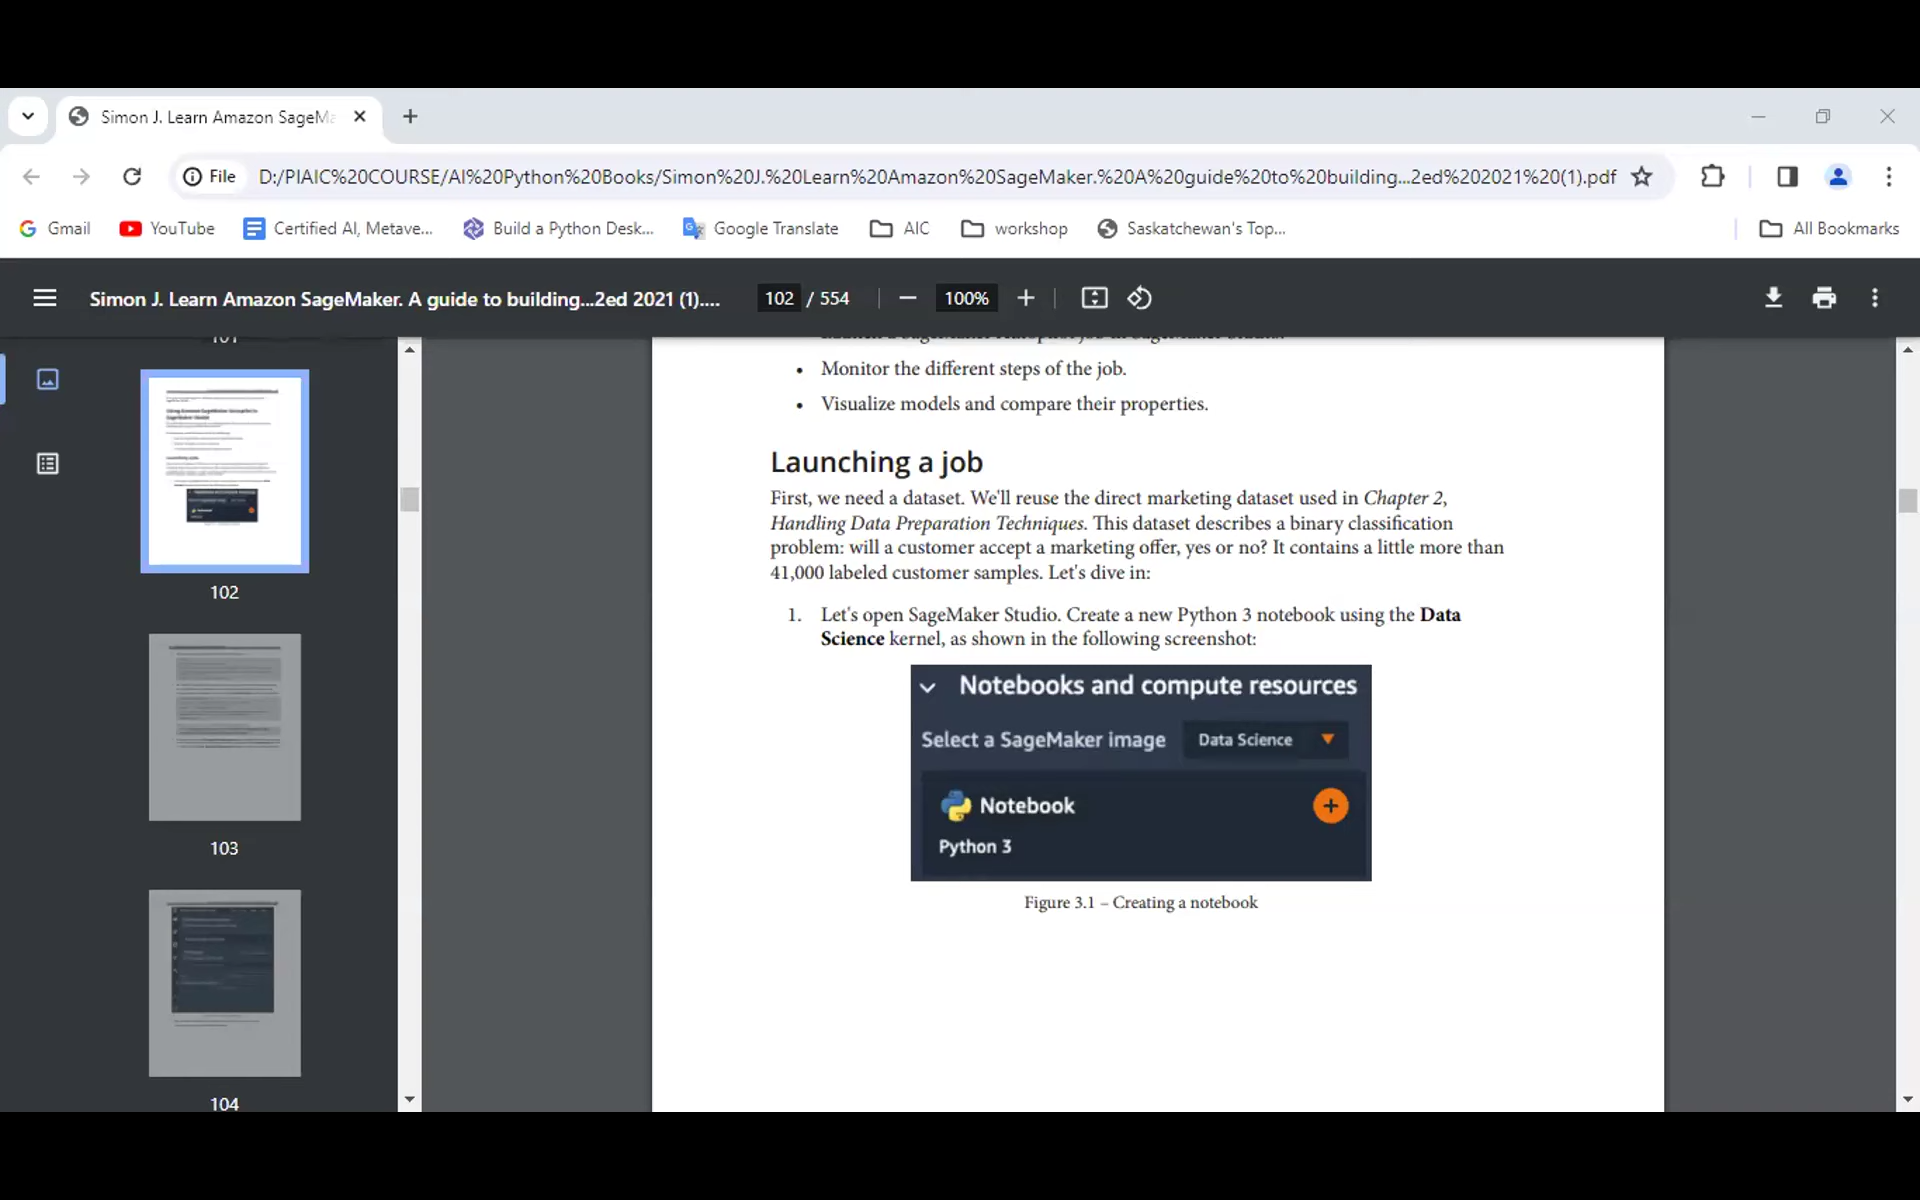 Simon J. Learn Amazon SageMa
File
D:/PIAIC%20COURSE/AI%20Python%20Books/Simon%20J.%20Learn%20Amazon%20SageMaker.%20A%20guide%20to%20building...2ed%202021%20(1).pdf
Gmail
YouTube
Certified AI, Metave...
Build a Python Desk...
Google Translate
AIC
workshop
Saskatchewan's Top...
All Bookmarks
Simon J. Learn Amazon SageMaker. A guide to building...2ed 2021 (1)....
102 / 554
100%
101
102
103
104
• Monitor the different steps of the job.
• Visualize models and compare their properties.
Launching a job
First, we need a dataset. We'll reuse the direct marketing dataset used in Chapter 2,
Handling Data Preparation Techniques. This dataset describes a binary classification
problem: will a customer accept a marketing offer, yes or no? It contains a little more than
41,000 labeled customer samples. Let's dive in:
1. Let's open SageMaker Studio. Create a new Python 3 notebook using the Data
Science kernel, as shown in the following screenshot:
Notebooks and compute resources
Select a SageMaker image Data Science
Notebook
Python 3
Figure 3.1 – Creating a notebook